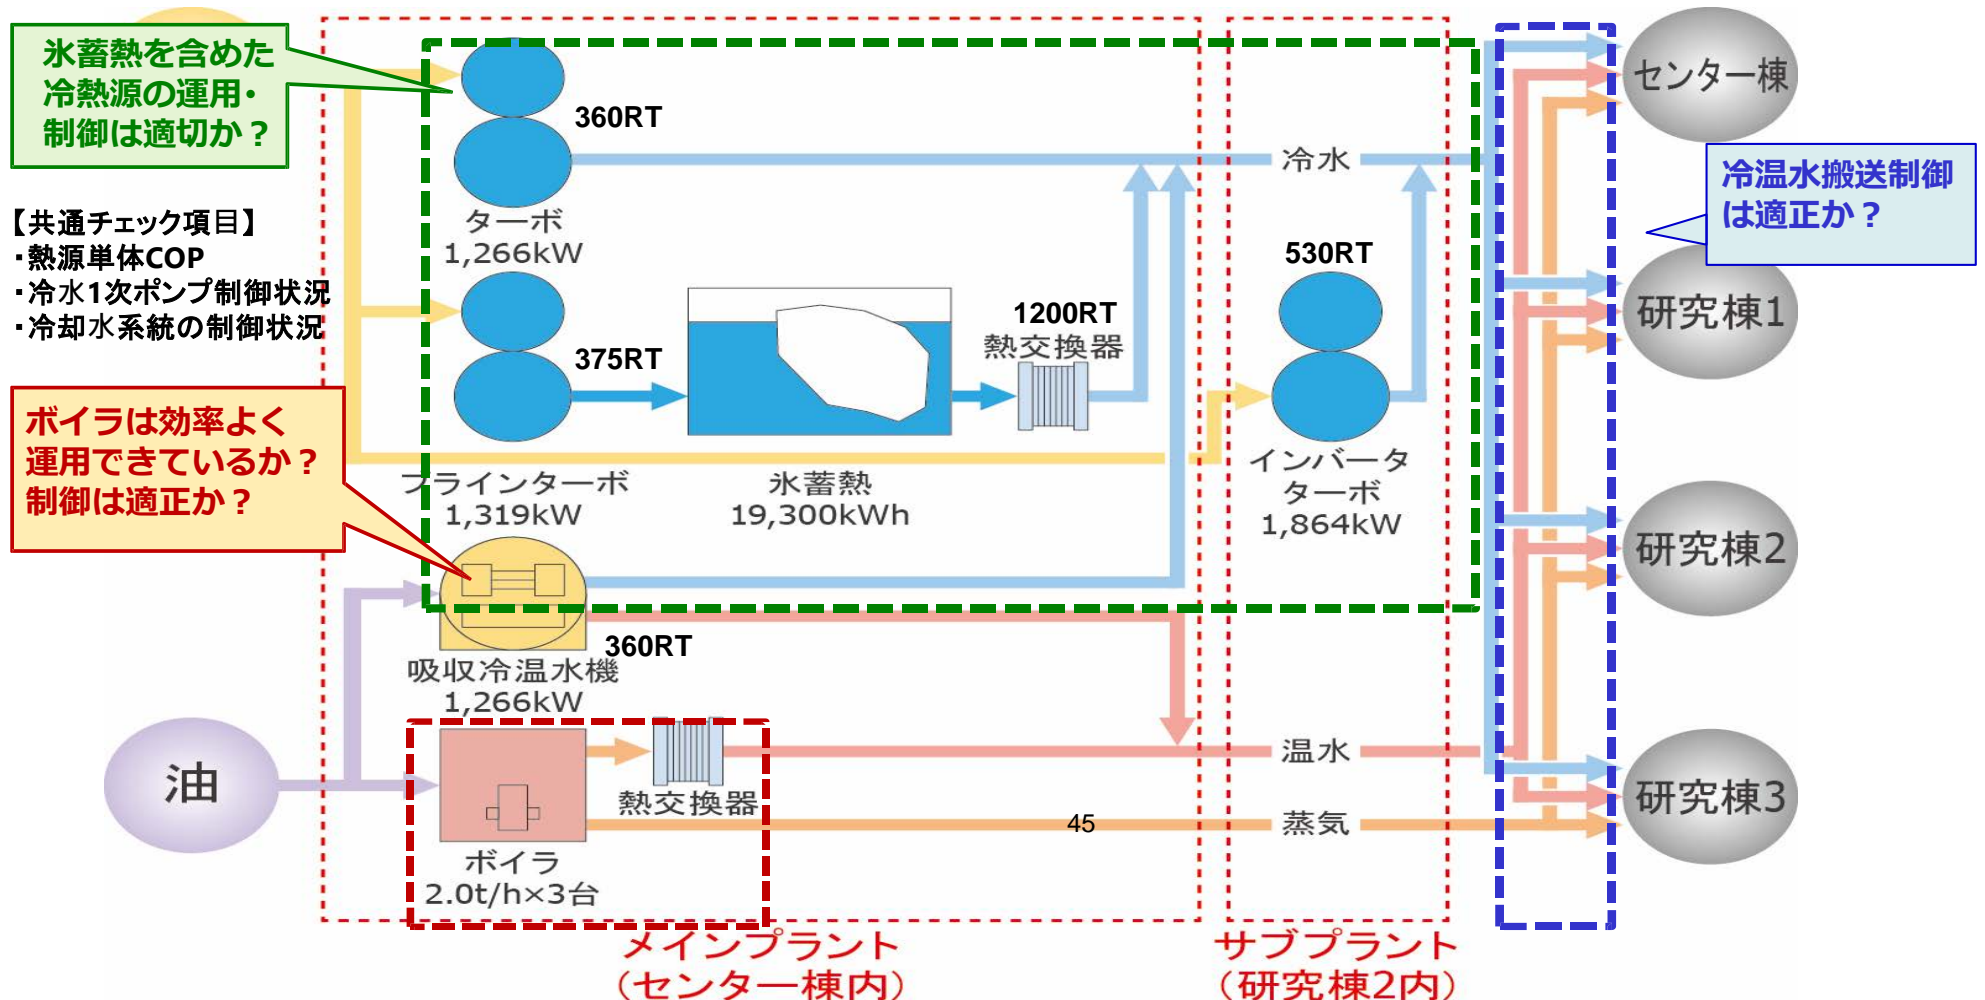 氷蓄熱を含めた
冷熱源の運用・
制御は適切か？
【共通チェック項目】
・熱源単体COP
・冷水1次ポンプ制御状況
・冷却水系統の制御状況
ボイラは効率よく
運用できているか？
制御は適正か？
油
360RT
ターボ
1,266kW
375RT
ブラインターボ
1,319kW
氷蓄熱
19,300kWh
1200RT
熱交換器
360RT
吸収冷温水機
1,266kW
熱交換器
ボイラ
2.0t/h×3台
45
メインプラント
（センター棟内）
冷水
530RT
インバータ
ターボ
1,864kW
温水
蒸気
サブプラント
（研究棟2内）
冷温水搬送制御
は適正か？
センター棟
研究棟1
研究棟2
研究棟3